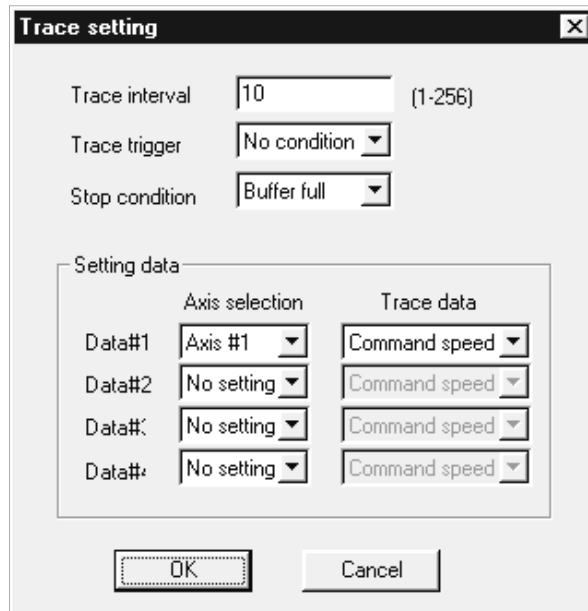 Trace setting
Trace interval 10 (1-256)
Trace trigger No condition
Stop condition Buffer full
Setting data
Axis selection Trace data
Data#1 Axis #1 Command speed
Data#2 No setting Command speed
Data#3 No setting Command speed
Data#4 No setting Command speed
OK Cancel